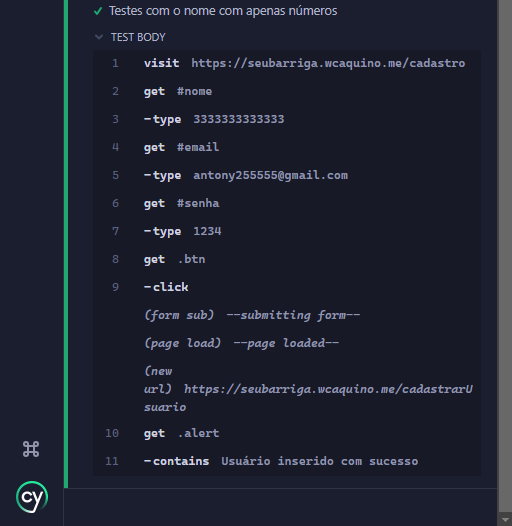 Testes com o nome com apenas números
TEST BODY
1 visit https://seubarriga.wcaquino.me/cadastro
2 get #nome
3 -type 3333333333333
4 get #email
5 -type antony255555@gmail.com
6 get #senha
7 -type 1234
8 get .btn
9 -click
(form sub) --submitting form--
(page load) --page loaded--
(new
url) https://seubarriga.wcaquino.me/cadastrarU
suario
10 get .alert
11 -contains Usuário inserido com sucesso
cy